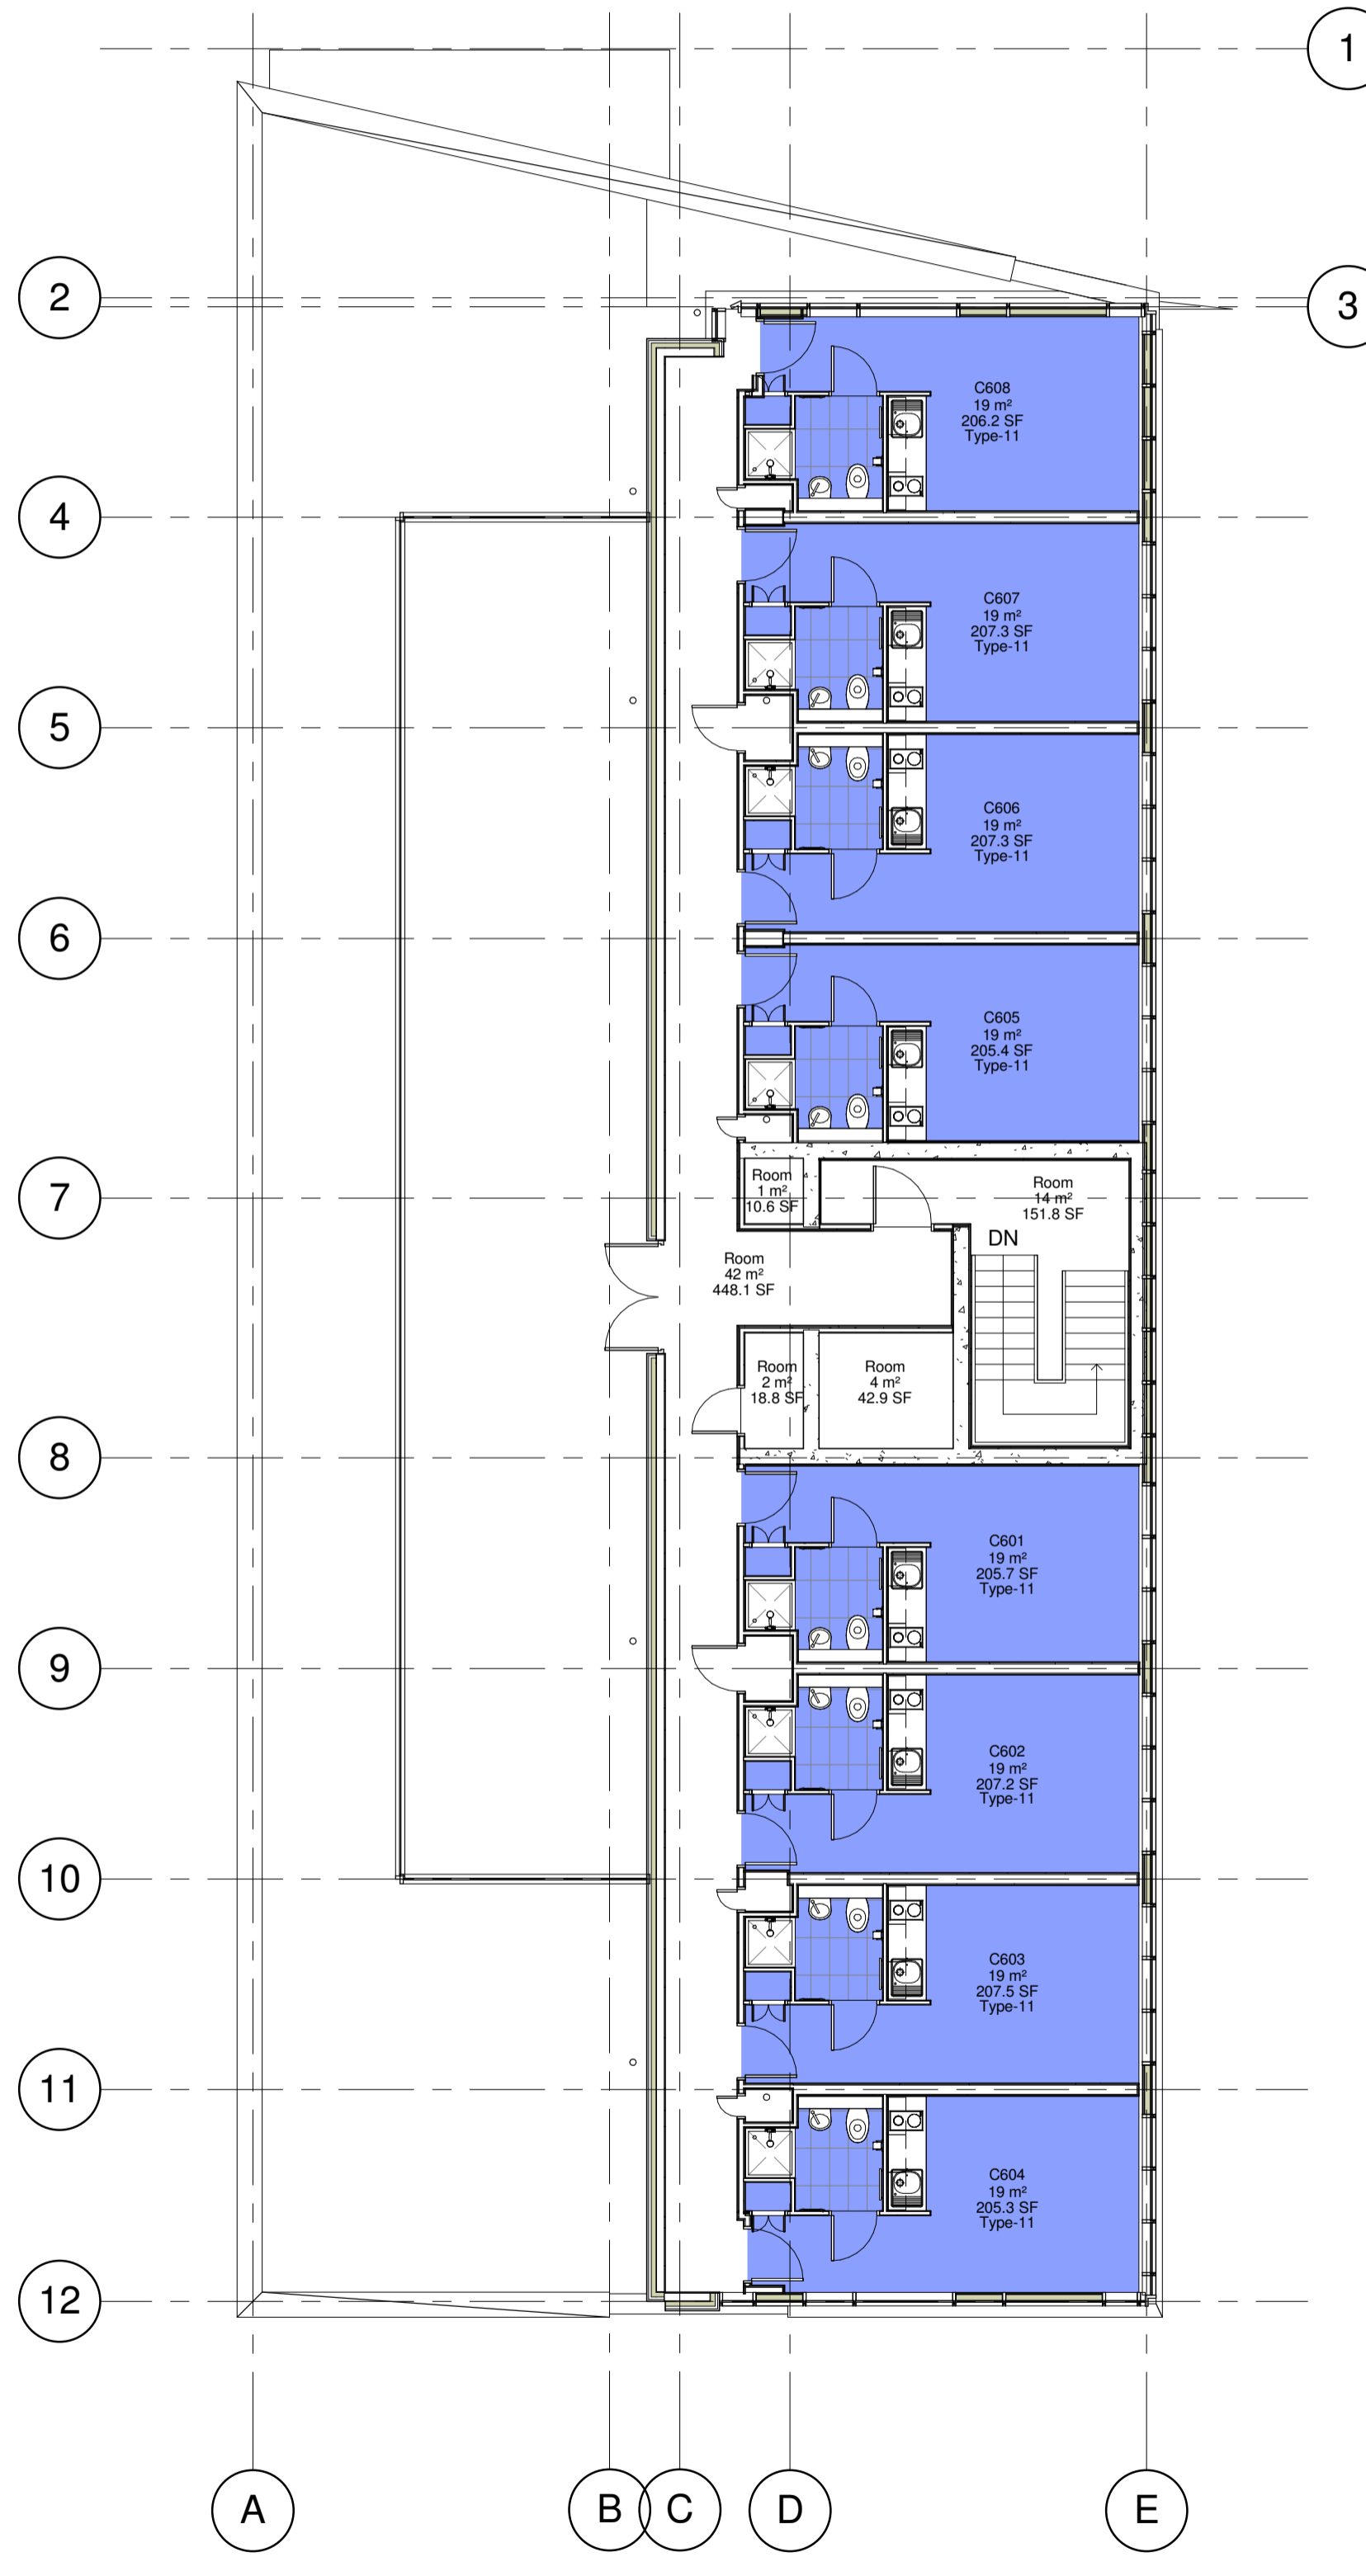 1
2
3
C608
19 m²
206.2 SF
Type-11
4
C607
19 m²
207.3 SF
Type-11
5
C606
19 m²
207.3 SF
Type-11
6
C605
19 m²
205.4 SF
Type-11
7
Room
1 m²
10.6 SF
Room
14 m²
151.8 SF
DN
Room
42 m²
448.1 SF
Room
2 m²
18.8 SF
Room
4 m²
42.9 SF
8
C601
19 m²
205.7 SF
Type-11
9
C602
19 m²
207.2 SF
Type-11
10
C603
19 m²
207.5 SF
Type-11
11
C604
19 m²
205.3 SF
Type-11
12
A
B
C
D
E